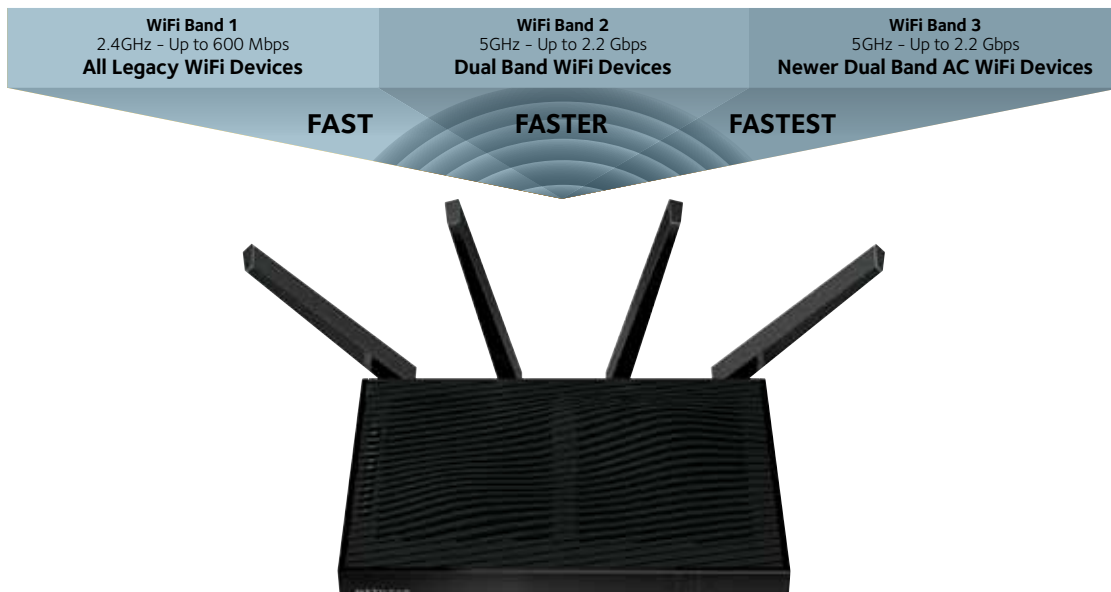 WiFi Band 1
2.4GHz – Up to 600 Mbps
All Legacy WiFi Devices
WiFi Band 2
5GHz – Up to 2.2 Gbps
Dual Band WiFi Devices
WiFi Band 3
5GHz – Up to 2.2 Gbps
Newer Dual Band AC WiFi Devices
FAST
FASTER
FASTEST